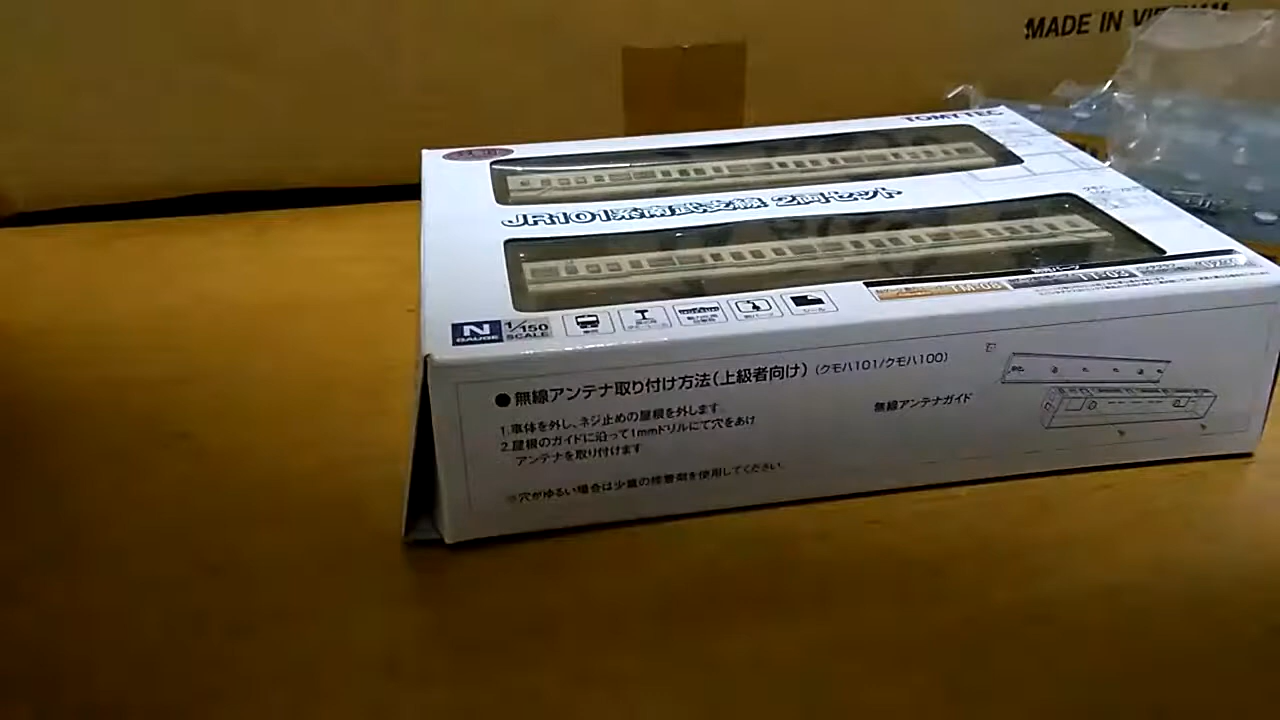 MADE IN VIETNAM
TOMYTEC
JR101系南武支線 2両セット
TM-08
TT-03
N
GAUGE
1/150
SCALE
シール
●無線アンテナ取り付け方法(上級者向け)(クモハ101/クモハ100)
1.車体を外し、ネジ止めの屋根を外します。
2.屋根のガイドに沿って1mmドリルにて穴をあけ
アンテナを取り付けます
※穴がゆるい場合は少量の接着剤を使用してください。
無線アンテナガイド